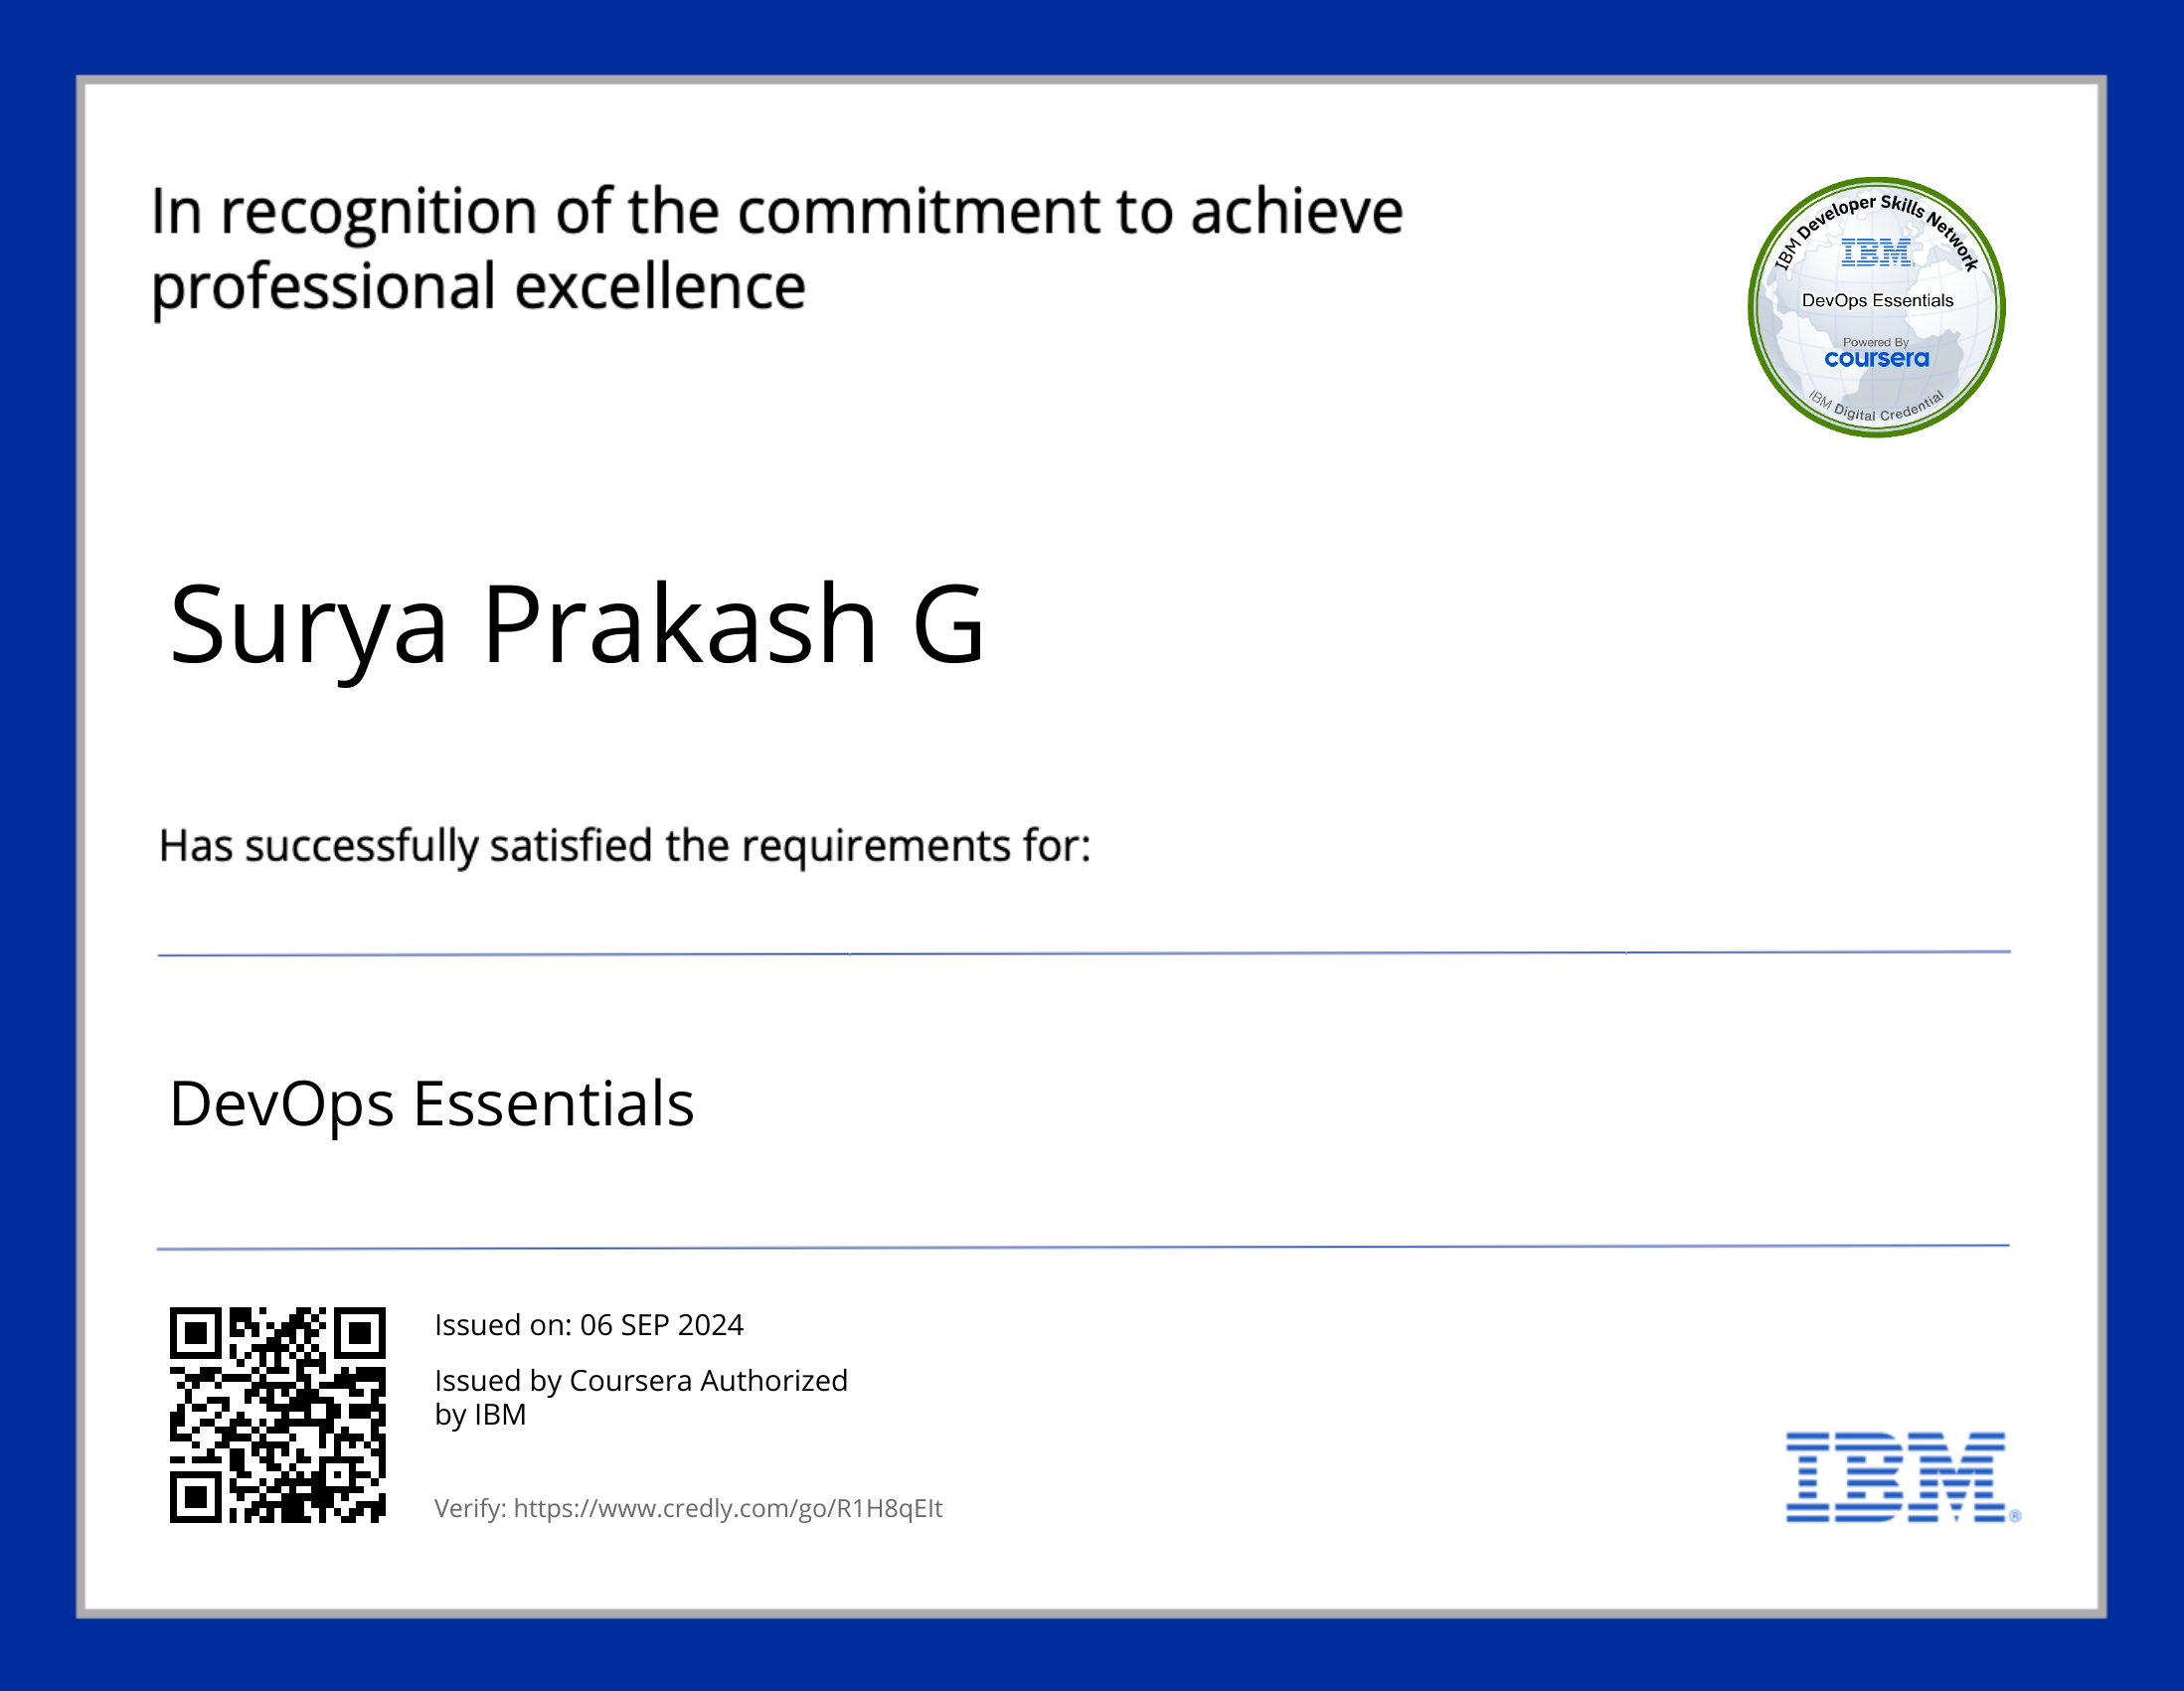 In recognition of the commitment to achieve
professional excellence
IBM Developer Skills Network
IBM
DevOps Essentials
Powered By
coursera
IBM Digital Credential
Surya Prakash G
Has successfully satisfied the requirements for:
DevOps Essentials
Issued on: 06 SEP 2024
Issued by Coursera Authorized
by IBM
Verify: https://www.credly.com/go/R1H8qEIt
IBM®